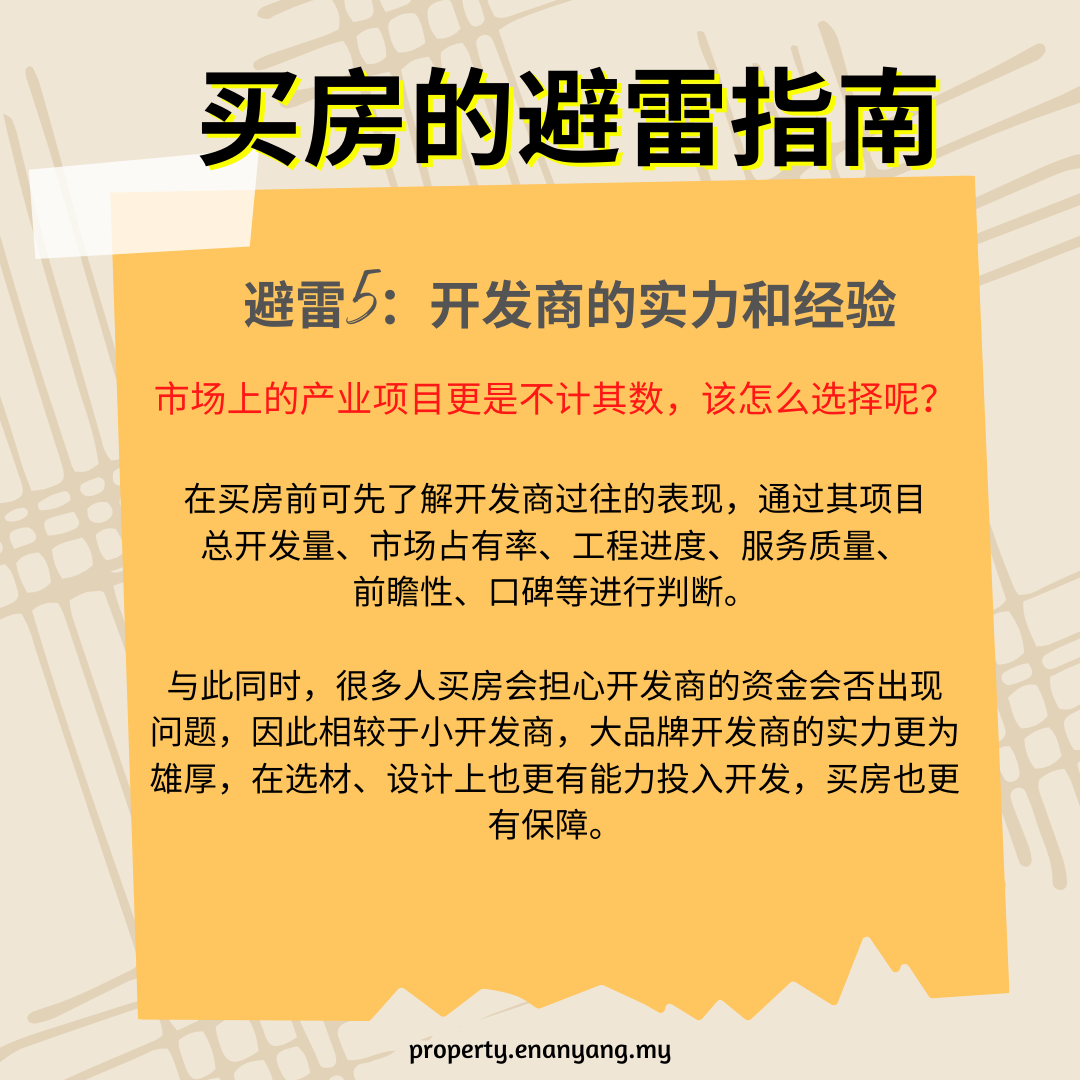 买房的避雷指南
避雷5：开发商的实力和经验
市场上的产业项目更是不计其数，该怎么选择呢？
在买房前可先了解开发商过往的表现，通过其项目
总开发量、市场占有率、工程进度、服务质量、
前瞻性、口碑等进行判断。
与此同时，很多人买房会担心开发商的资金会否出现
问题，因此相较于小开发商，大品牌开发商的实力更为
雄厚，在选材、设计上也更有能力投入开发，买房也更
有保障。
property.enanyang.my